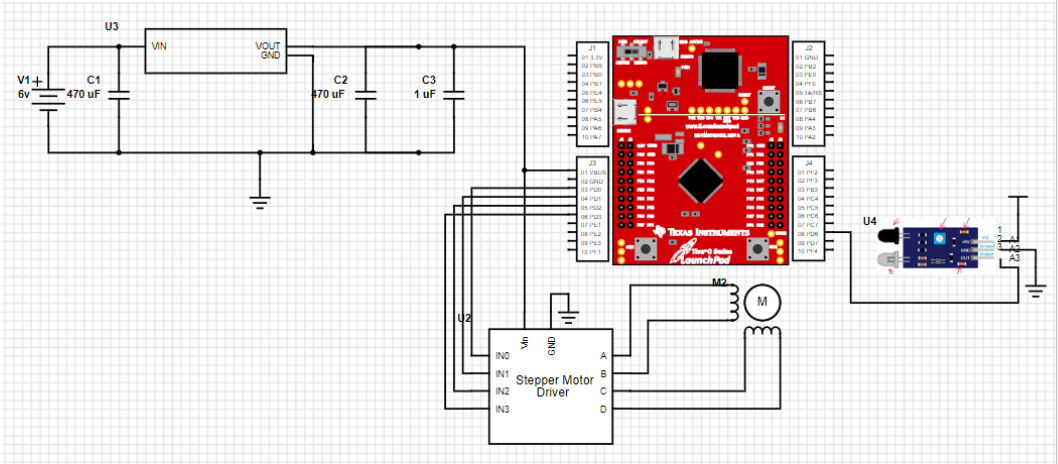 U3
VIN
VOUT
GND
V1
6v
C1
470 uF
C2
470 uF
C3
1 uF
J1
01 3.3V
02 PB5
03 PB0
04 PB1
05 PE4
06 PE5
07 PB4
08 PA5
09 PA6
10 PA7
J2
01 GND
02 PB2
03 PE0
04 PF0
05 TA/RS
06 PB7
07 PB6
08 PA4
09 PA3
10 PA2
J3
01 VBUS
02 GND
03 PD0
04 PD1
05 PD2
06 PD3
07 PE1
08 PE2
09 PE3
10 PF1
J4
01 PF2
02 PF3
03 PB3
04 PC4
05 PC5
06 PC6
07 PC7
08 PD6
09 PD7
10 PF4
TEXAS INSTRUMENTS
Tiva C Series
LaunchPad
U4
1
2
3
A1
A2
A3
M2
M
U2
Vin
GND
IN0
IN1
IN2
IN3
Stepper Motor
Driver
A
B
C
D